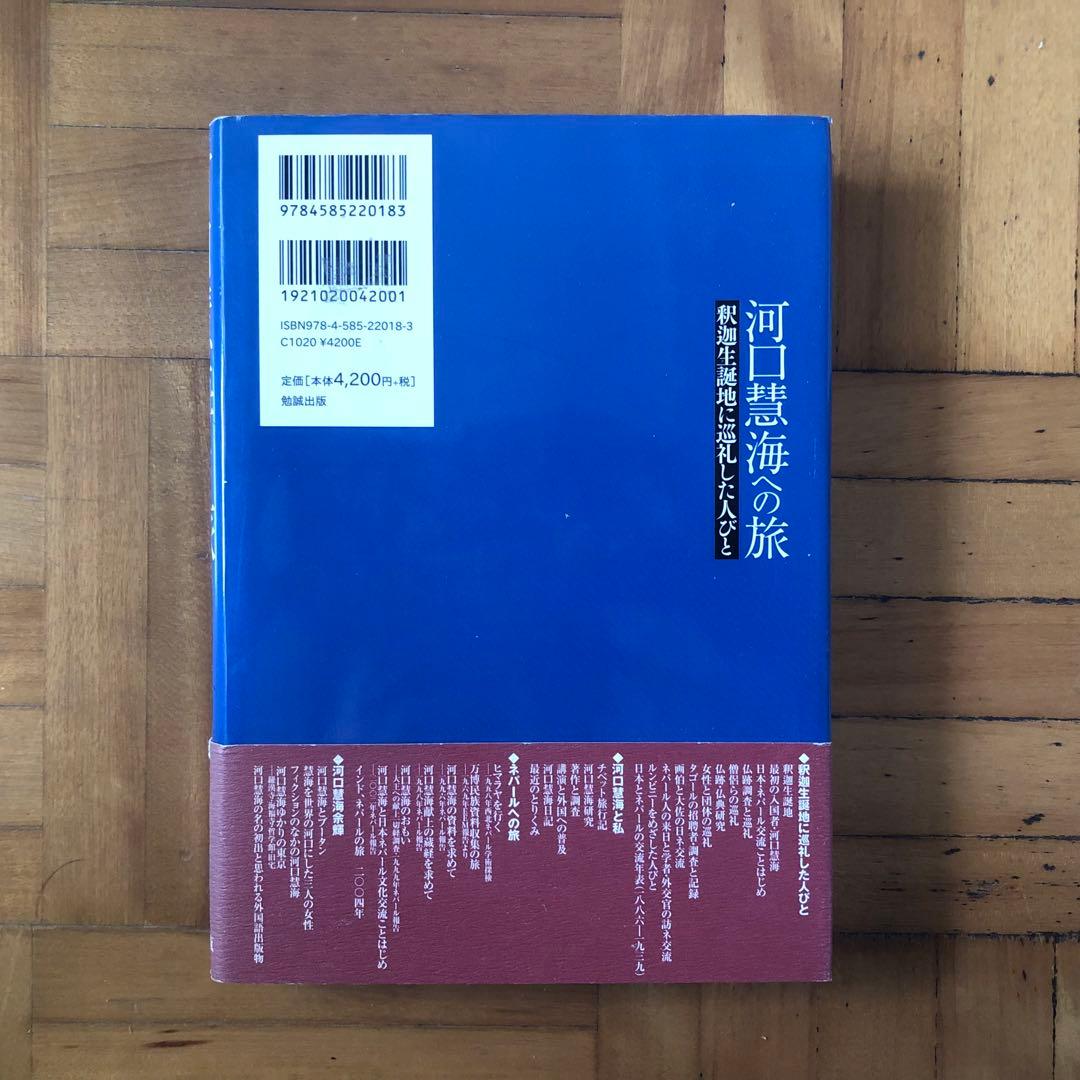 9784585220183
1921020042001
ISBN978-4-585-22018-3
C1020 ¥4200E
定価[本体4,200円+税]
勉誠出版
河口慧海への旅
釈迦生誕地に巡礼した人びと
◆釈迦生誕地に巡礼した人びと
釈迦生誕地
最初の入国者・河口慧海
日本・ネパール交流ことはじめ
仏跡調査と巡礼
僧侶らの巡礼
仏跡・仏典研究
女性と団体の巡礼
タゴールの招聘者・調査と記録
画伯と大佐の日ネ交流
ネパール人の来日と学者・外交官の訪ネ交流
ルンビニーをめざした人びと
日本とネパールの交流年表(一八八六―一九三九)
◆河口慧海と私
チベット旅行記
河口慧海研究
著作と調査
講演と外国への普及
河口慧海日記
最近のとりくみ
◆ネパールへの旅
ヒマラヤを行く
万博民族資料収集の旅
河口慧海の資料を求めて
河口慧海献上の蔵経を求めて
河口慧海のおもい
河口慧海と日本・ネパール文化交流ことはじめ
インド、ネパールの旅 二〇〇四年
◆河口慧海余輝
河口慧海とブータン
慧海を世界の河口にした三人の女性
フィクションのなかの河口慧海
河口慧海ゆかりの東京
河口慧海の名の初出と思われる外国語出版物